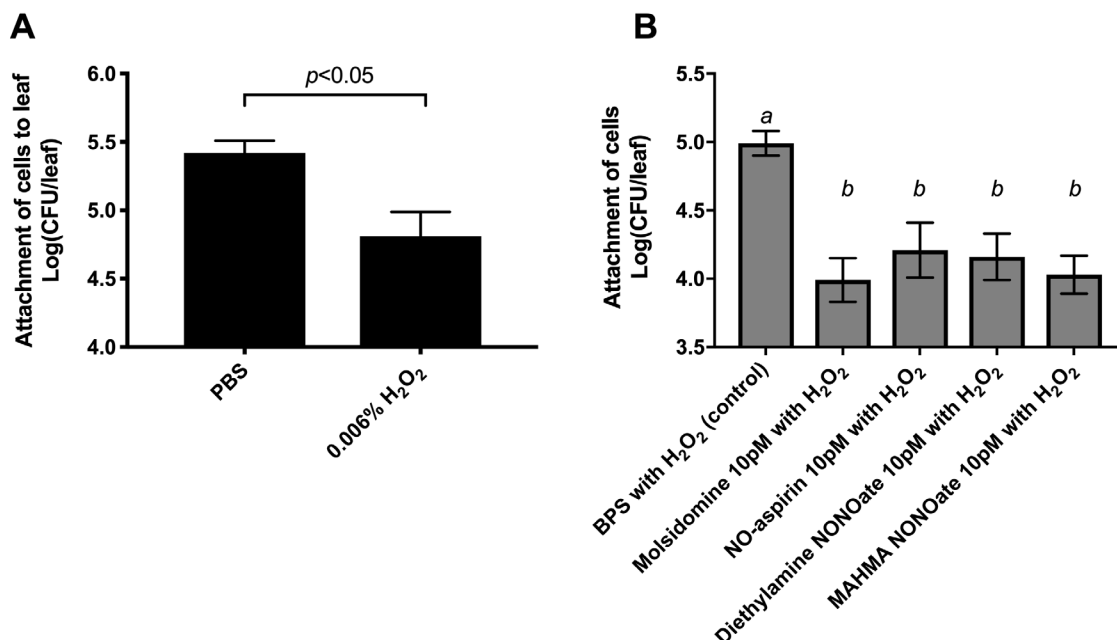 A
Attachment of cells to leaf
Log(CFU/leaf)
6.0
5.5
5.0
4.5
4.0
p<0.05
PBS
0.006% H₂O₂
B
Attachment of cells
Log(CFU/leaf)
5.5
5.0
4.5
4.0
3.5
a
b
b
b
b
BPS with H₂O₂ (control)
Molsidomine 10pM with H₂O₂
NO-aspirin 10pM with H₂O₂
Diethylamine NONOate 10pM with H₂O₂
MAHMA NONOate 10pM with H₂O₂